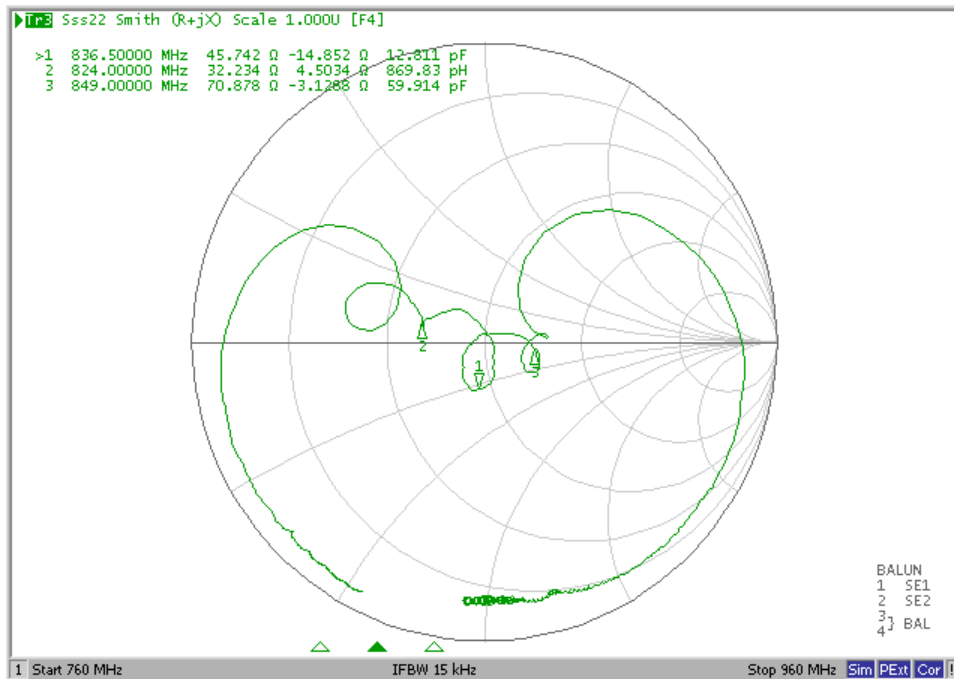 Tr3 Sss22 Smith (R+jX) Scale 1.000U [F4]
>1 836.50000 MHz 45.742 Ω -14.852 Ω 12.811 pF
2 824.00000 MHz 32.234 Ω 4.5034 Ω 869.83 pH
3 849.00000 MHz 70.878 Ω -3.1288 Ω 59.914 pF
2
1
3
BALUN
1 SE1
2 SE2
3
4} BAL
1 Start 760 MHz IFBW 15 kHz Stop 960 MHz Sim PExt Cor !